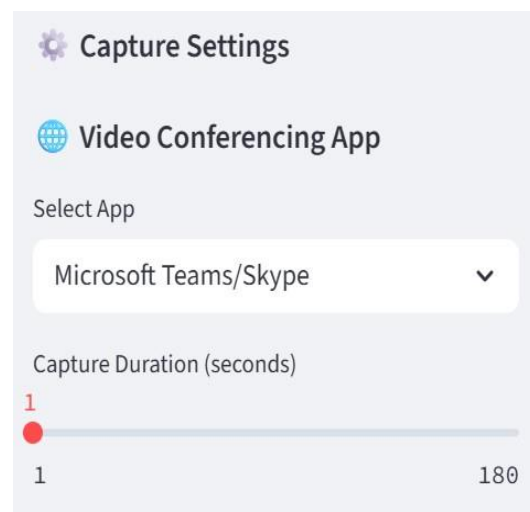 Capture Settings
Video Conferencing App
Select App
Microsoft Teams/Skype
Capture Duration (seconds)
1
1 180